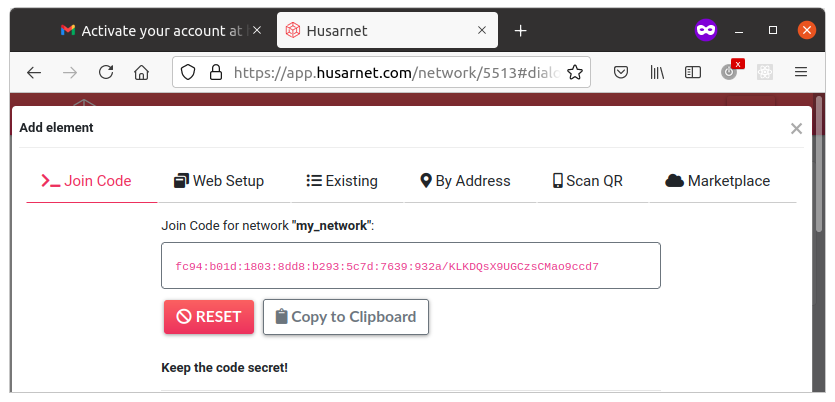 Activate your account at
Husarnet
https://app.husarnet.com/network/5513#dialo
x
Add element
Join Code
Web Setup
Existing
By Address
Scan QR
Marketplace
Join Code for network "my_network":
fc94:b01d:1803:8dd8:b293:5c7d:7639:932a/KLKDQsX9UGCzsCMao9ccd7
RESET
Copy to Clipboard
Keep the code secret!